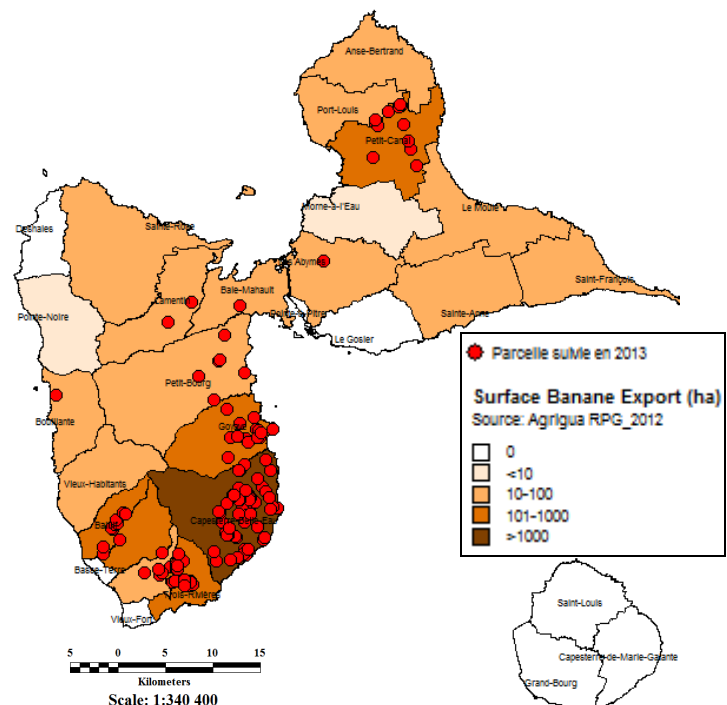 Anse-Bertrand
Port-Louis
Petit-Canal
Morne-à-l'Eau
Le Moule
Deshaies
Sainte-Rose
Les Abymes
Lamentin
Baie-Mahault
Saint-François
Pointe-Noire
Pointe-à-Pitre
Sainte-Anne
Le Gosier
Petit-Bourg
Bouillante
Goyave
Vieux-Habitants
Capesterre-Belle-Eau
Baillif
Basse-Terre
Trois-Rivières
Vieux-Fort
Parcelle suivie en 2013
Surface Banane Export (ha)
Source: Agrigua RPG_2012
0
<10
10-100
101-1000
>1000
Saint-Louis
Capesterre-de-Marie-Galante
Grand-Bourg
5 0 5 10 15
Kilometers
Scale: 1:340 400